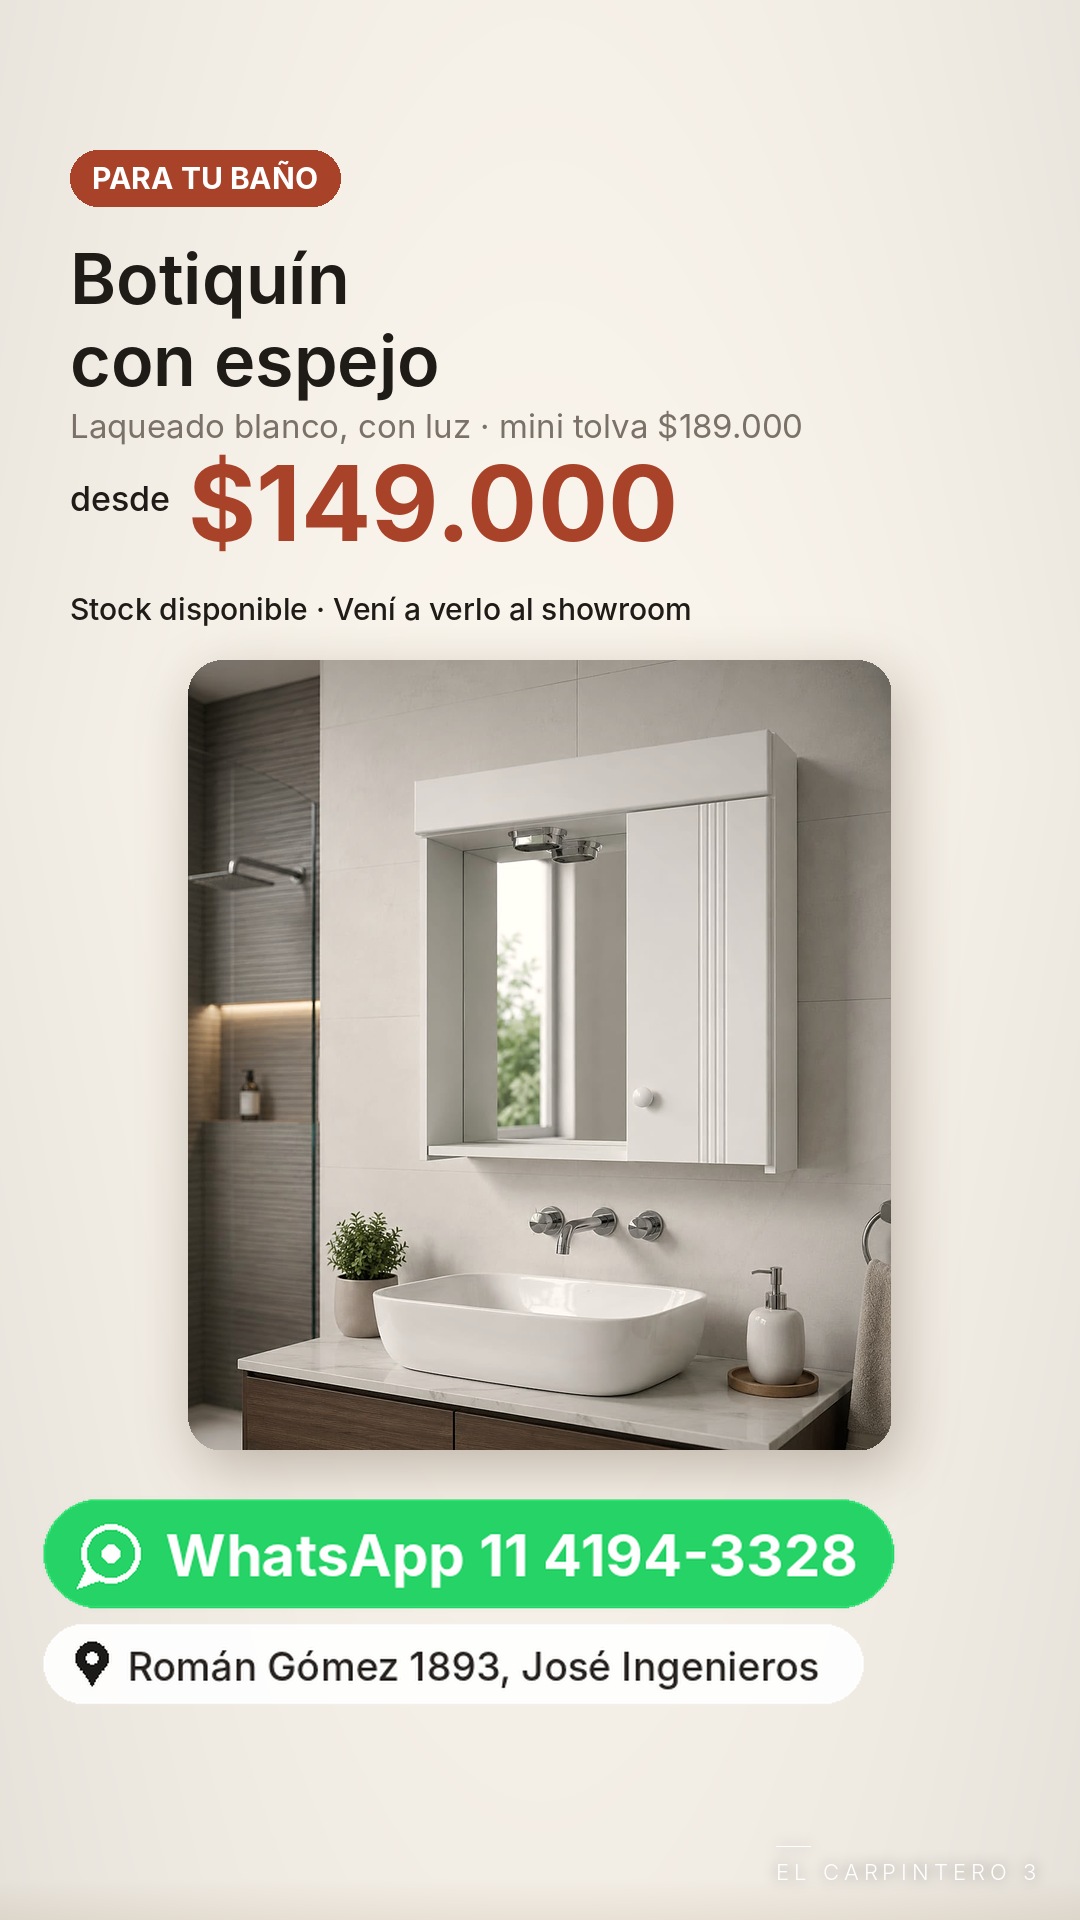 PARA TU BAÑO
Botiquín
con espejo
Laqueado blanco, con luz · mini tolva $189.000
desde $149.000
Stock disponible · Vení a verlo al showroom
WhatsApp 11 4194-3328
Román Gómez 1893, José Ingenieros
EL CARPINTERO 3